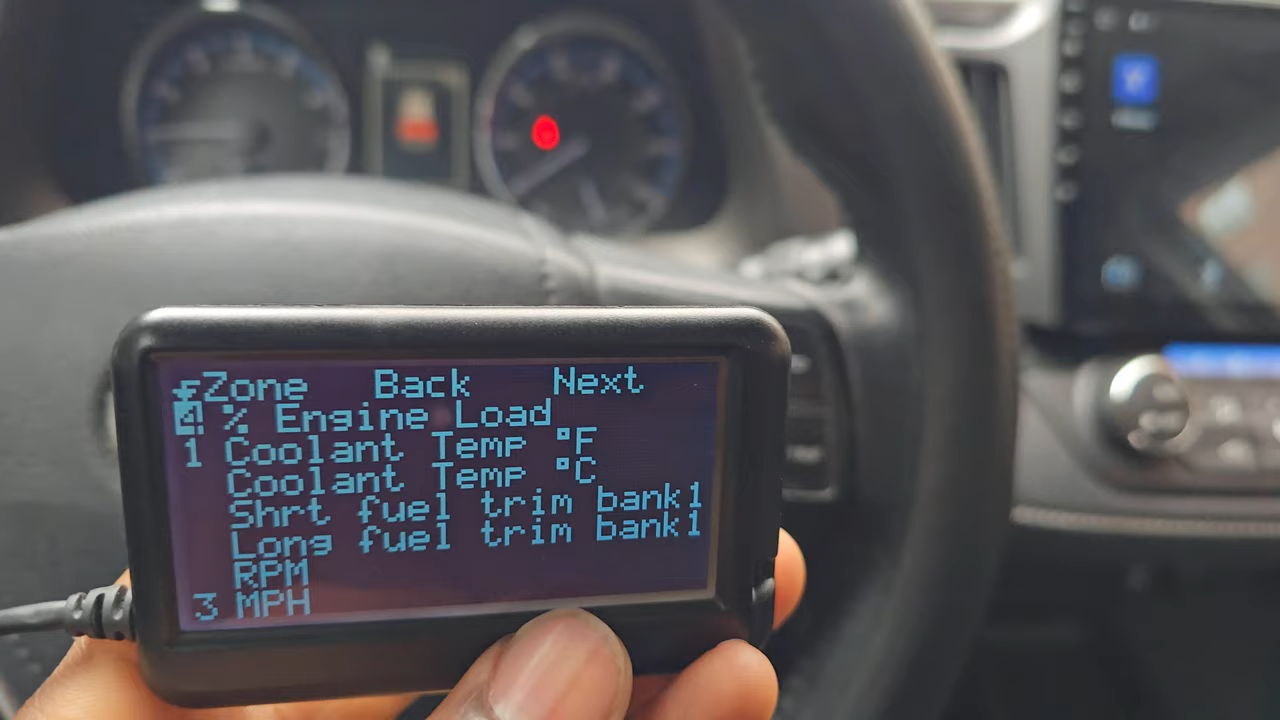 Zone Back Next
4 % Engine Load
1 Coolant Temp °F
Coolant Temp °C
Shrt fuel trim bank1
Long fuel trim bank1
RPM
3 MPH